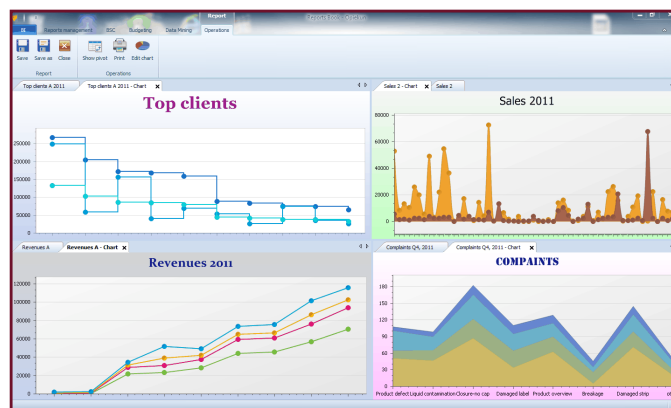 Report
Reports Book -
Reports management BSC Budgeting Data Mining Operations
Save Save as Close Show pivot Print Edit chart
Report Operations
Top clients A 2011 Top clients A 2011 - Chart x
Top clients
250000
200000
150000
100000
50000
0
Sales 2 - Chart x Sales 2
Sales 2011
80000
60000
40000
20000
0
Revenues A Revenues A - Chart x
Revenues 2011
120000
100000
80000
60000
40000
20000
0
Complaints Q4, 2011 Complaints Q4, 2011 - Chart x
COMPAINTS
180
150
120
90
60
30
0
Product defect Liquid contamination Closure-no cap Damaged label Product overview Breakage Damaged strip